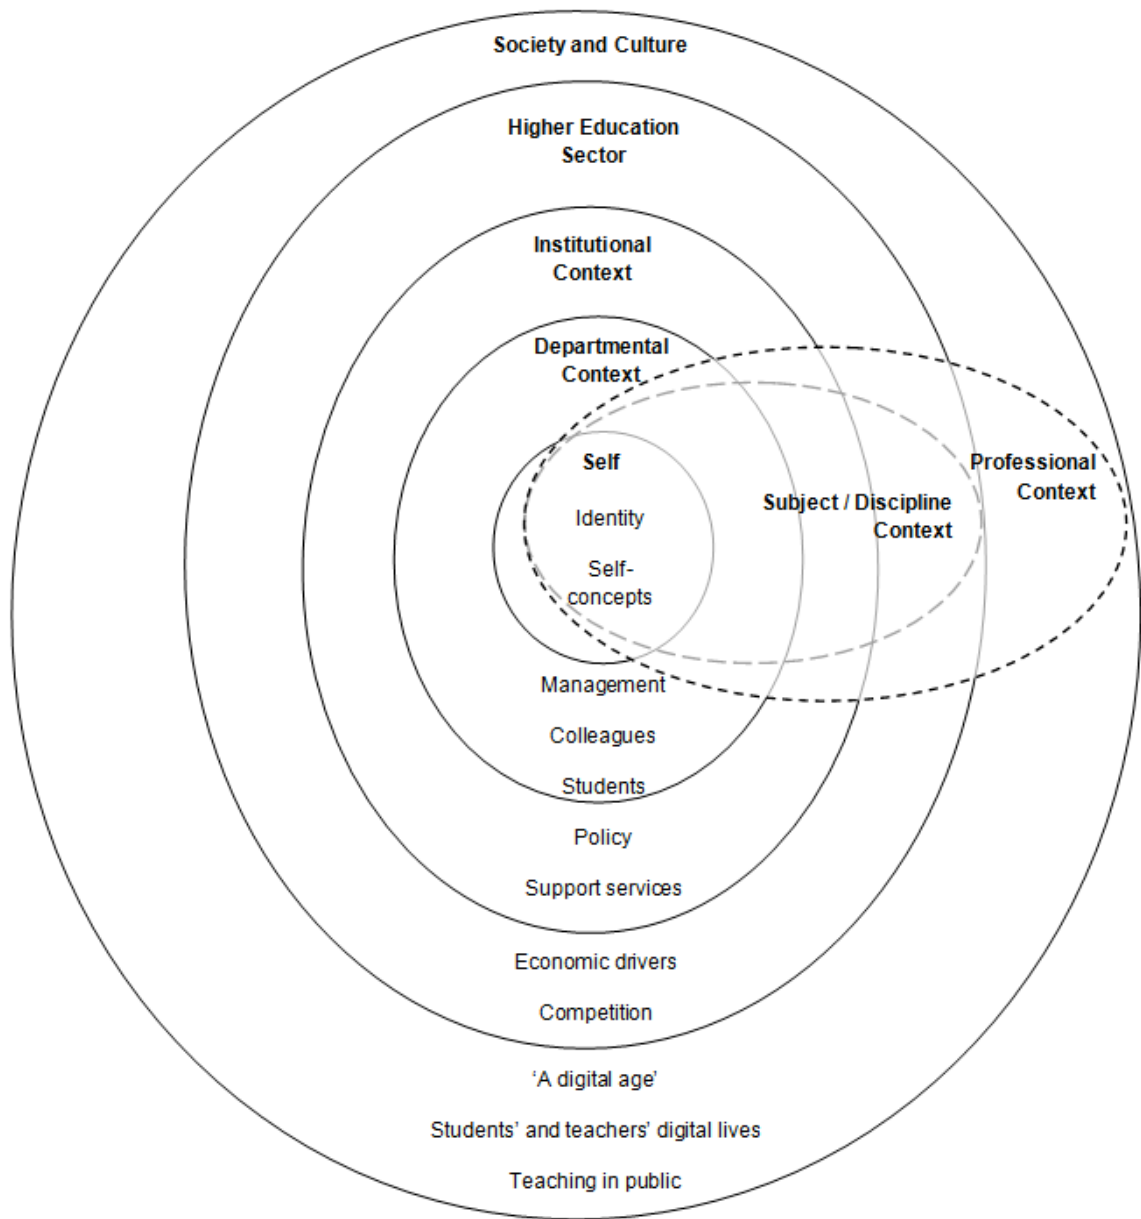 Society and Culture
Higher Education
Sector
Institutional
Context
Departmental
Context
Self
Identity
Self-
concepts
Professional
Context
Subject / Discipline
Context
Management
Colleagues
Students
Policy
Support services
Economic drivers
Competition
‘A digital age’
Students’ and teachers’ digital lives
Teaching in public